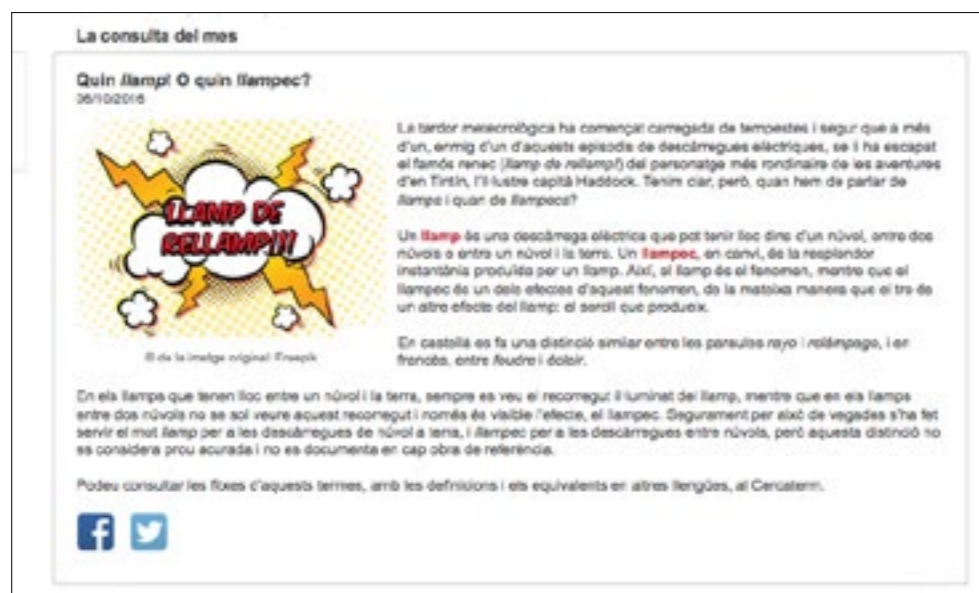 La consulta del mes
Quin llamp! O quin llampec?
06/10/2016
La tardor meteorològica ha començat carregada de tempestes i segur que a més
d'un, enmig d'un d'aquests episodis de descàrregues elèctriques, se li ha escapat
el famós renec (llamp de rellamp!) del personatge més rondinaire de les aventures
d'en Tintín, l'il·lustre capità Haddock. Tenim clar, però, quan hem de parlar de
llamps i quan de llampecs?
LLAMP DE
RELLAMP!!!
Un llamp és una descàrrega elèctrica que pot tenir lloc dins d'un núvol, entre dos
núvols o entre un núvol i la terra. Un llampec, en canvi, és la resplendor
instantània produïda per un llamp. Així, el llamp és el fenomen, mentre que el
llampec és un dels efectes d'aquest fenomen, de la mateixa manera que el tro és
un altre efecte del llamp: el soroll que produeix.
© de la imatge original: Freepik
En castellà es fa una distinció similar entre les paraules rayo i relámpago, i en
francès, entre foudre i éclair.
En els llamps que tenen lloc entre un núvol i la terra, sempre es veu el recorregut il·luminat del llamp, mentre que en els llamps
entre dos núvols no se sol veure aquest recorregut i només és visible l'efecte, el llampec. Segurament per això de vegades s'ha fet
servir el mot llamp per a les descàrregues de núvol a terra, i llampec per a les descàrregues entre núvols, però aquesta distinció no
es considera prou acurada i no es documenta en cap obra de referència.
Podeu consultar les fitxes d'aquests termes, amb les definicions i els equivalents en altres llengües, al Cercaterm.